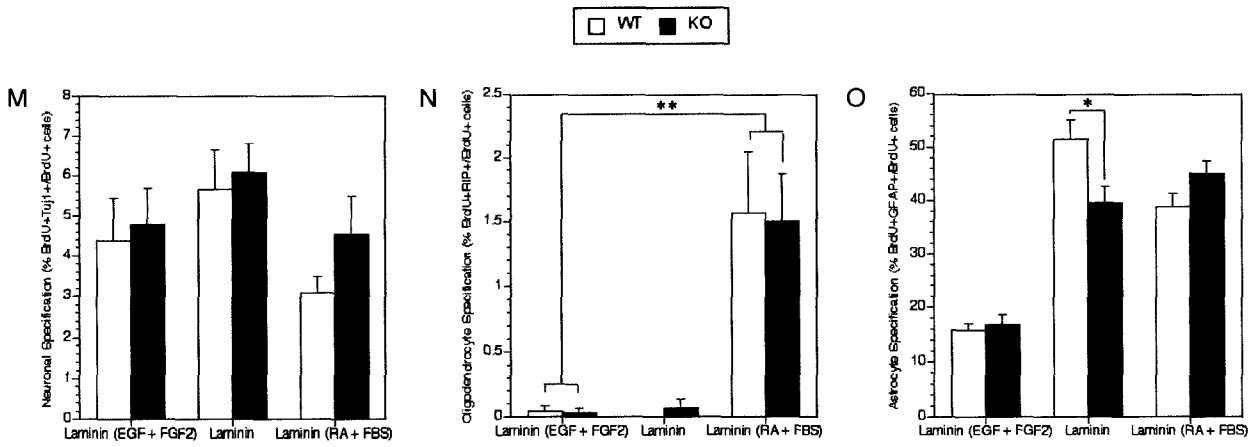 WT KO
M
Neuronal Specification (% BrdU+Tuj1+/BrdU+ cells)
8
7
6
5
4
3
2
1
0
Laminin (EGF + FGF2) Laminin Laminin (RA + FBS)
N
Oligodendrocyte Specification (% BrdU+RIP+/BrdU+ cells)
2.5
2
1.5
1
0.5
0
**
Laminin (EGF + FGF2) Laminin Laminin (RA + FBS)
O
Astrocyte Specification (% BrdU+GFAP+/BrdU+ cells)
60
50
40
30
20
10
0
*
Laminin (EGF + FGF2) Laminin Laminin (RA + FBS)